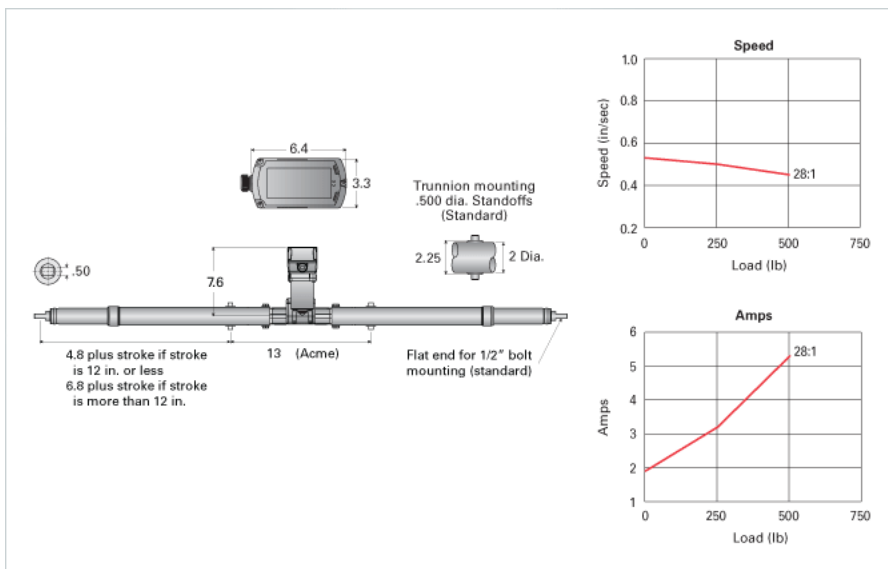 6.4
3.3
Trunnion mounting
.500 dia. Standoffs
(Standard)
2.25
2 Dia.
.50
7.6
4.8 plus stroke if stroke
is 12 in. or less
6.8 plus stroke if stroke
is more than 12 in.
13 (Acme)
Flat end for 1/2" bolt
mounting (standard)
Speed
Speed (in/sec)
1.0
0.8
0.6
0.4
0.2
28:1
0 250 500 750
Load (lb)
Amps
Amps
6
5
4
3
2
1
28:1
0 250 500 750
Load (lb)